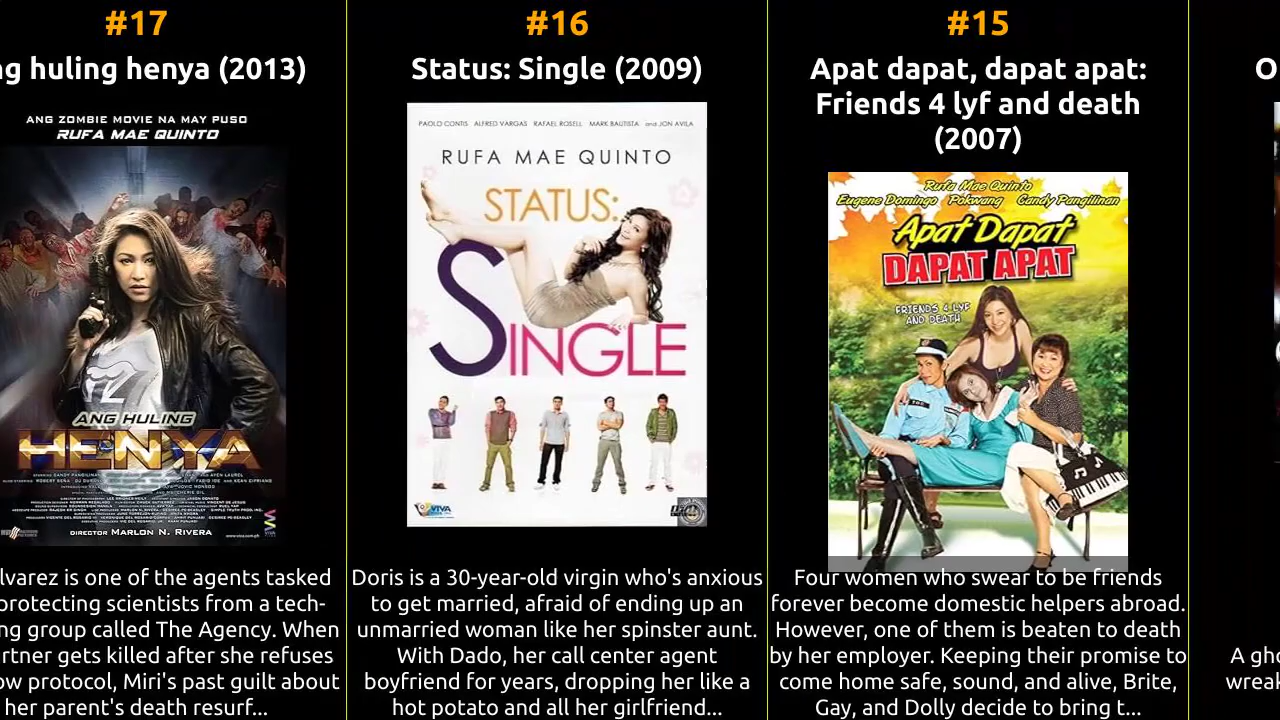 #17
ng huling henya (2013)
ANG ZOMBIE MOVIE NA MAY PUSO
RUFA MAE QUINTO
ANG HULING
HENYA
DIRECTOR MARLON N. RIVERA
lvarez is one of the agents tasked
protecting scientists from a tech-
ng group called The Agency. When
rtner gets killed after she refuses
ow protocol, Miri's past guilt about
her parent's death resurf...
#16
Status: Single (2009)
PAOLO CONTIS ALFRED VARGAS RAFAEL ROSELL MARK BAUTISTA and JON AVILA
RUFA MAE QUINTO
STATUS:
SINGLE
VIVA
Doris is a 30-year-old virgin who's anxious
to get married, afraid of ending up an
unmarried woman like her spinster aunt.
With Dado, her call center agent
boyfriend for years, dropping her like a
hot potato and all her girlfriend...
#15
Apat dapat, dapat apat:
Friends 4 lyf and death
(2007)
Rufa Mae Quinto
Eugene Domingo Pokwang Candy Pangilinan
Apat Dapat
DAPAT APAT
FRIENDS 4 LYF
AND DEATH
Four women who swear to be friends
forever become domestic helpers abroad.
However, one of them is beaten to death
by her employer. Keeping their promise to
come home safe, sound, and alive, Brite,
Gay, and Dolly decide to bring t...
O
A gho
wreak